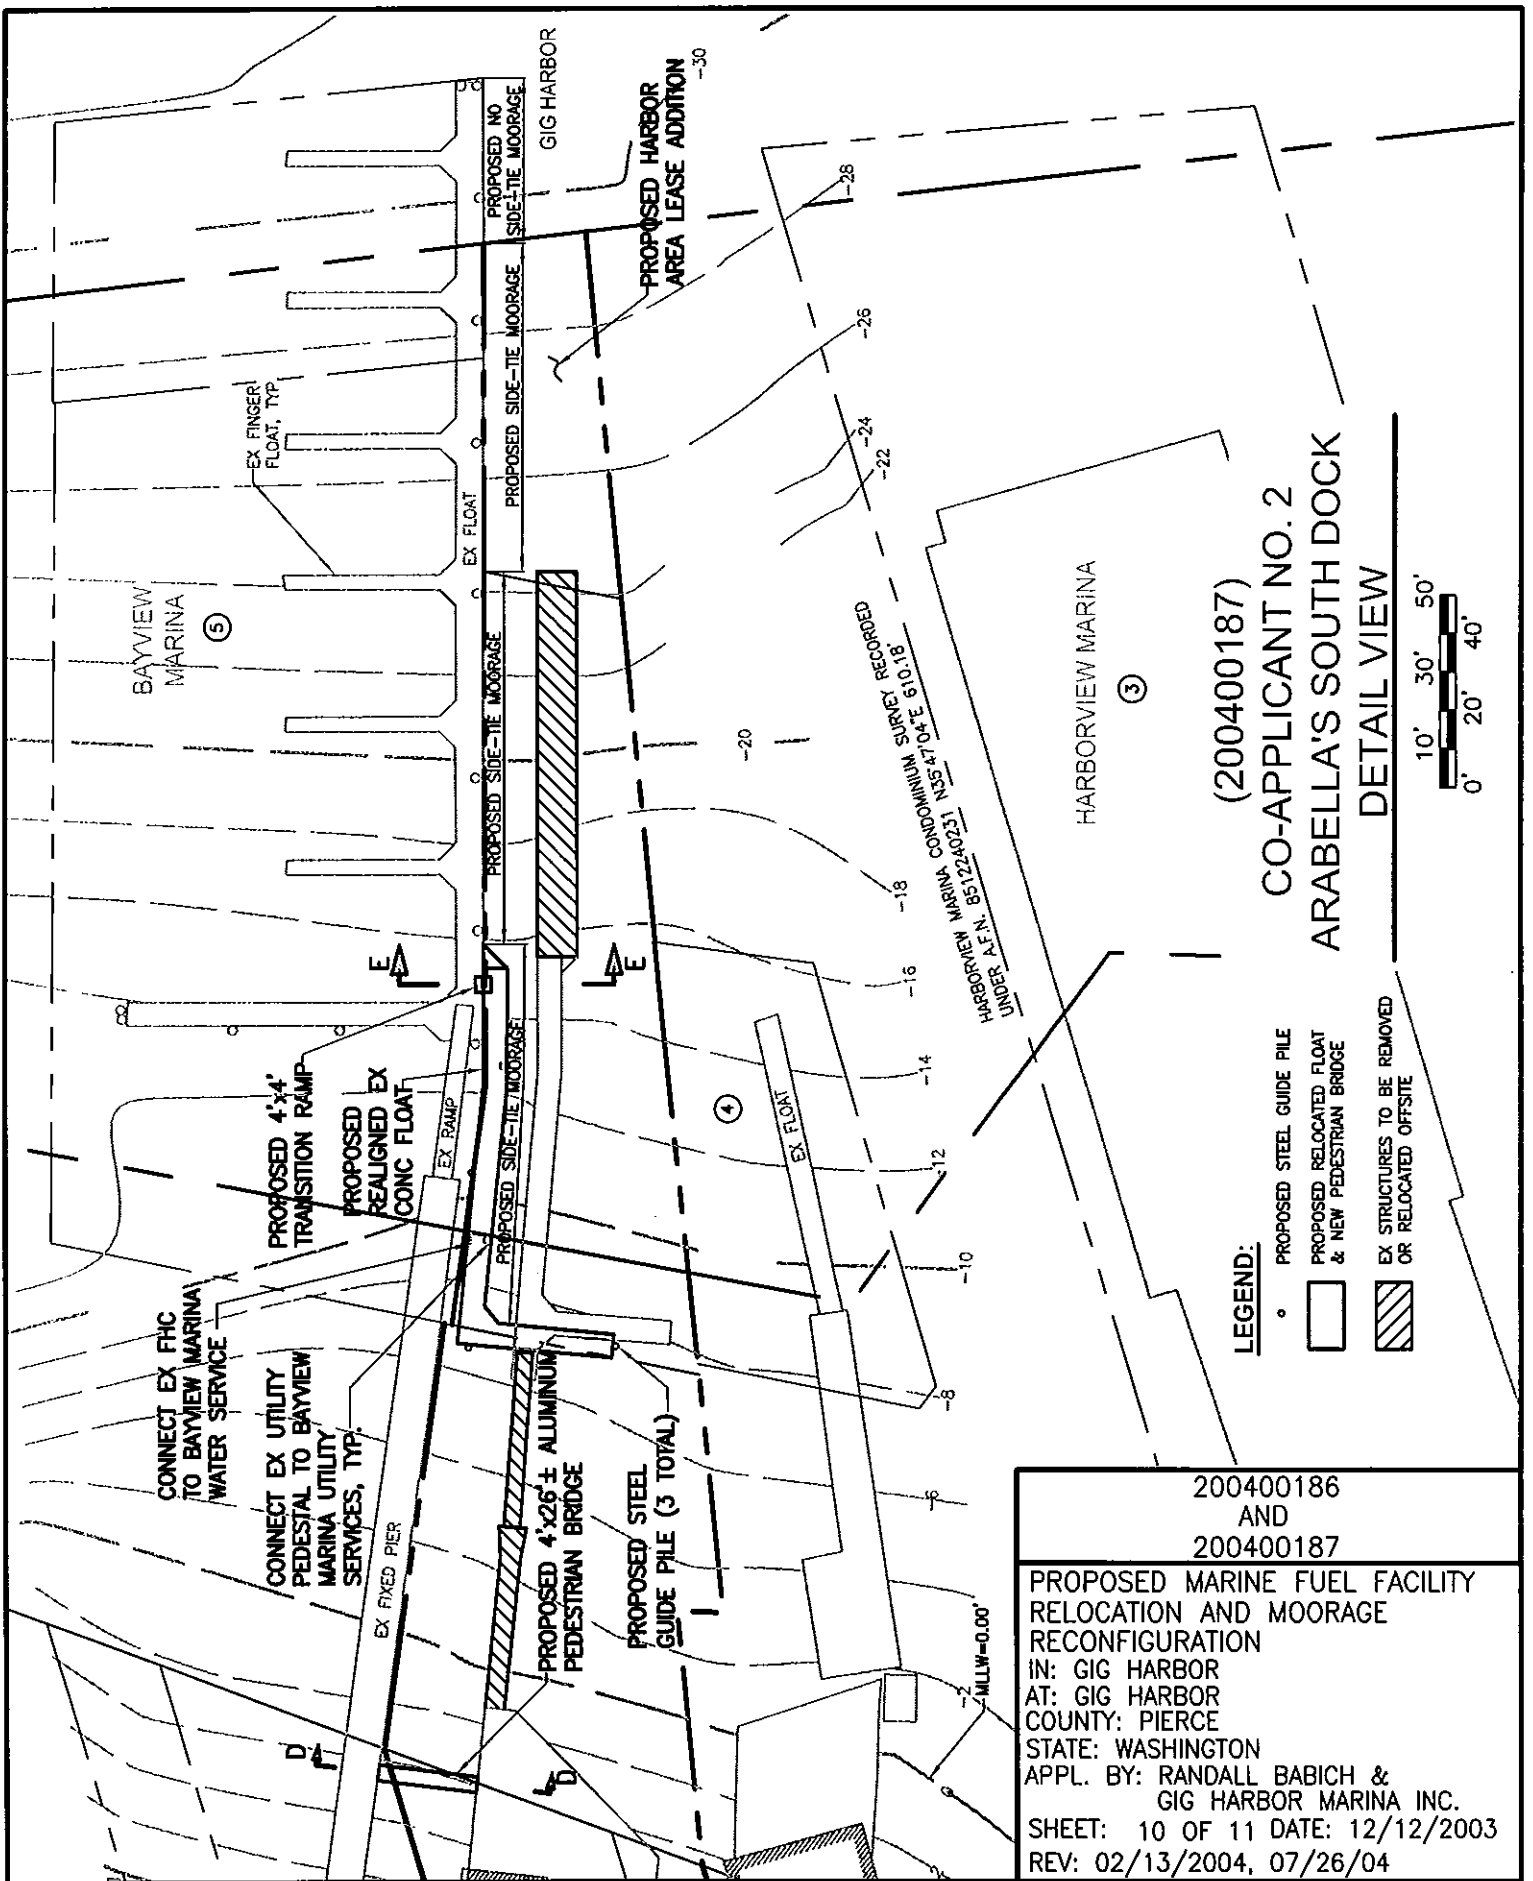 GIG HARBOR
PROPOSED NO
SIDE-TIE MOORAGE
-30
PROPOSED HARBOR
AREA LEASE ADDITION
-28
PROPOSED SIDE-TIE MOORAGE
-26
EX FINGER
FLOAT, TYP
-24
-22
EX FLOAT
BAYVIEW
MARINA
5
PROPOSED SIDE-TIE MOORAGE
-20
HARBORVIEW MARINA CONDOMINIUM SURVEY RECORDED
UNDER A.F.N. 8512240231 N35°47'04"E 610.18'
HARBORVIEW MARINA
3
-18
E
E
-16
PROPOSED 4'x4'
TRANSITION RAMP
PROPOSED
REALIGNED EX
CONC FLOAT
EX RAMP
PROPOSED SIDE-TIE MOORAGE
4
EX FLOAT
-14
-12
-10
-8
CONNECT EX FHC
TO BAYVIEW MARINA
WATER SERVICE
CONNECT EX UTILITY
PEDESTAL TO BAYVIEW
MARINA UTILITY
SERVICES, TYP.
EX FIXED PIER
PROPOSED 4'x26'± ALUMINUM
PEDESTRIAN BRIDGE
PROPOSED STEEL
GUIDE PILE (3 TOTAL)
-6
D
D
-2
MLLW=0.00'
(200400187)
CO-APPLICANT NO. 2
ARABELLA'S SOUTH DOCK
DETAIL VIEW
0' 10' 20' 30' 40' 50'
LEGEND:
PROPOSED STEEL GUIDE PILE
PROPOSED RELOCATED FLOAT
& NEW PEDESTRIAN BRIDGE
EX STRUCTURES TO BE REMOVED
OR RELOCATED OFFSITE
200400186
AND
200400187
PROPOSED MARINE FUEL FACILITY
RELOCATION AND MOORAGE
RECONFIGURATION
IN: GIG HARBOR
AT: GIG HARBOR
COUNTY: PIERCE
STATE: WASHINGTON
APPL. BY: RANDALL BABICH &
GIG HARBOR MARINA INC.
SHEET: 10 OF 11 DATE: 12/12/2003
REV: 02/13/2004, 07/26/04